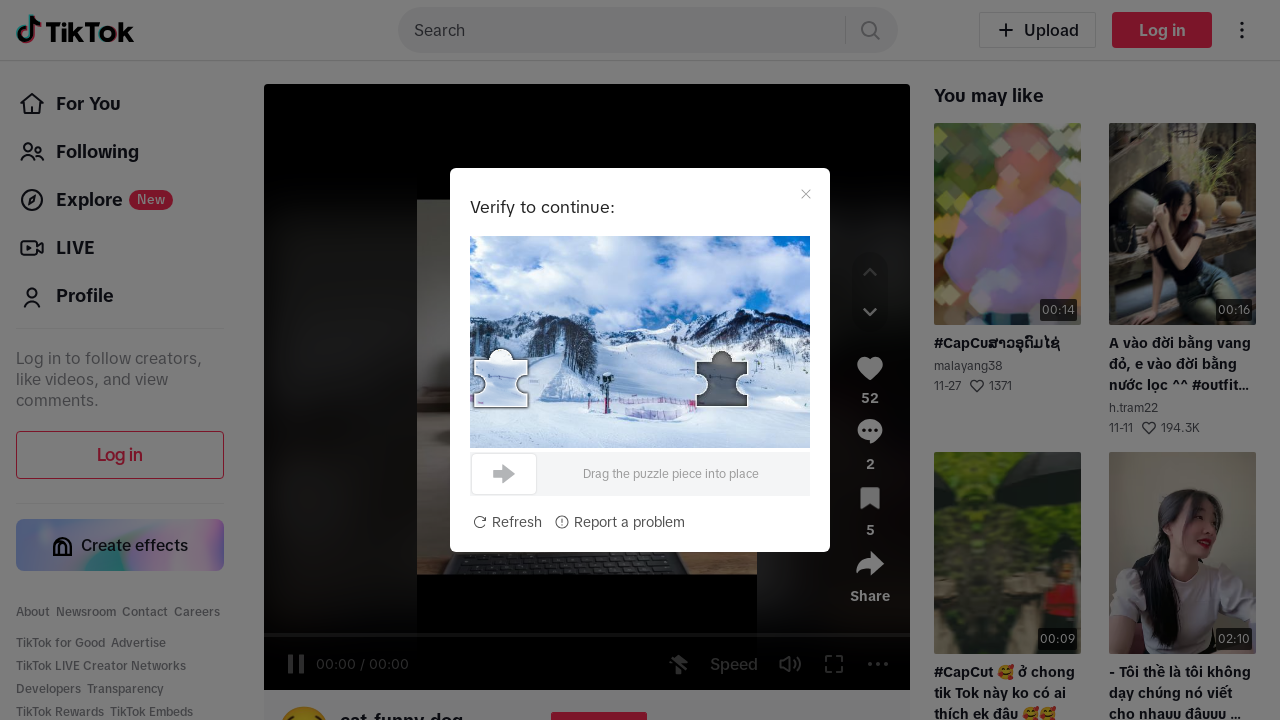 TikTok
Search
Upload
Log in
For You
Following
Explore New
LIVE
Profile
Log in to follow creators,
like videos, and view
comments.
Log in
Create effects
About Newsroom Contact Careers
TikTok for Good Advertise
TikTok LIVE Creator Networks
Developers Transparency
TikTok Rewards TikTok Embeds
Verify to continue:
Drag the puzzle piece into place
Refresh
Report a problem
52
2
5
Share
00:00 / 00:00
Speed
cat_funny_dog
You may like
00:14
#CapCutສາວອຸດົມໄຊ່
malayang38
11-27 1371
00:16
A vào đời bằng vang
đỏ, e vào đời bằng
nước lọc ^^ #outfit...
h.tram22
11-11 194.3K
00:09
#CapCut 🥰 ở chong
tik Tok này ko có ai
thích ek đâu 🥰🥰
02:10
- Tôi thề là tôi không
dạy chúng nó viết
cho nhauu đâuuu ...